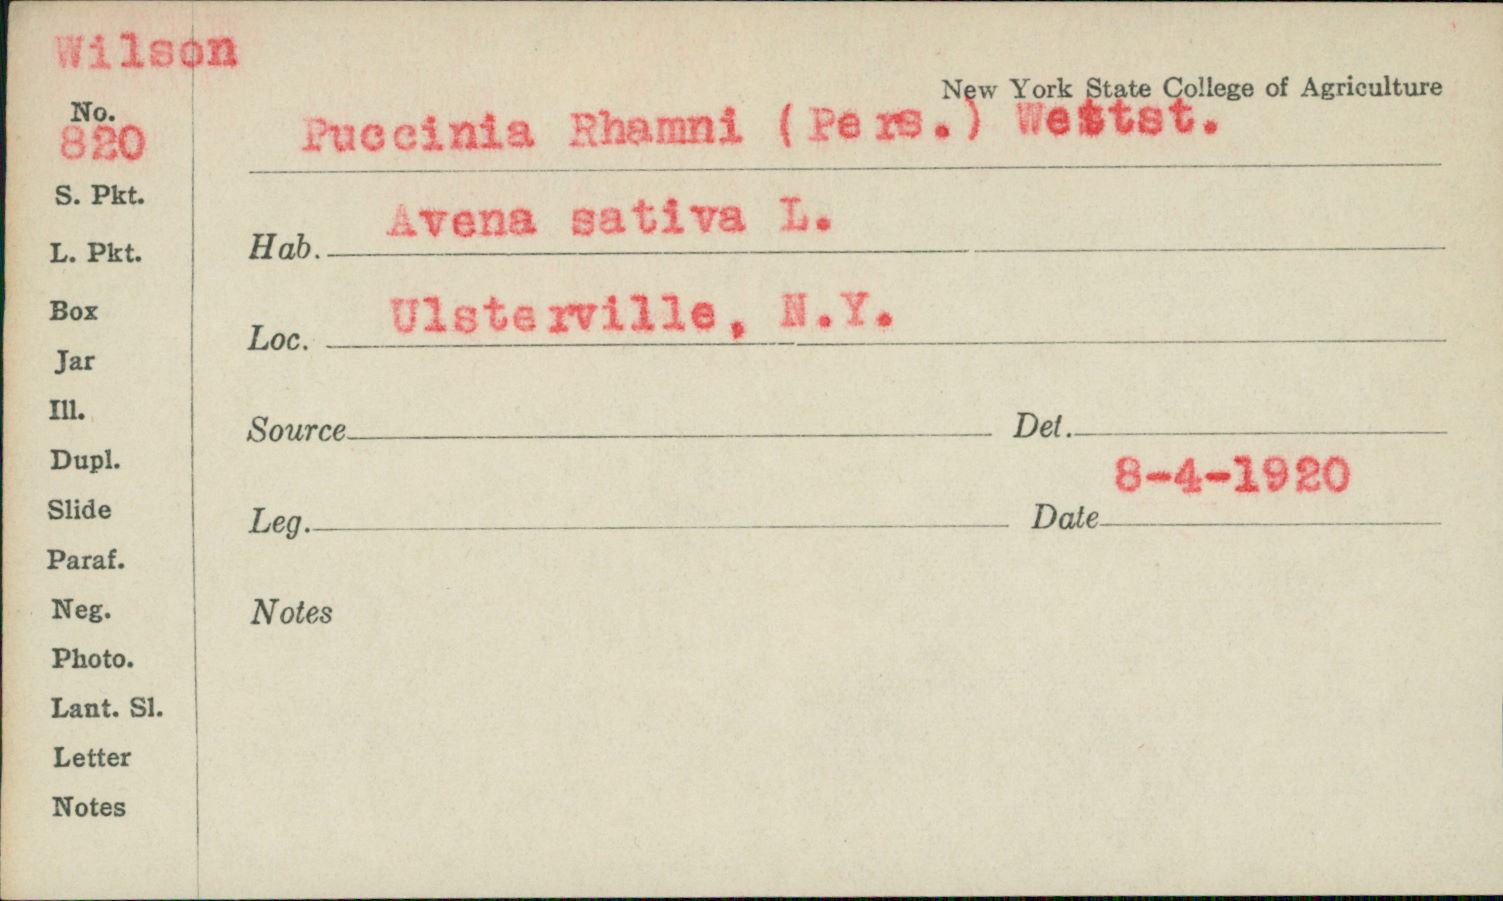 Wilson
New York State College of Agriculture
No.
820
Puccinia Rhamni (Pers.) Wettst.
S. Pkt.
Hab. Avena sativa L.
L. Pkt.
Box
Loc. Ulsterville, N.Y.
Jar
Ill.
Source
Det.
Dupl.
8-4-1920
Slide
Leg.
Date
Paraf.
Neg.
Notes
Photo.
Lant. Sl.
Letter
Notes